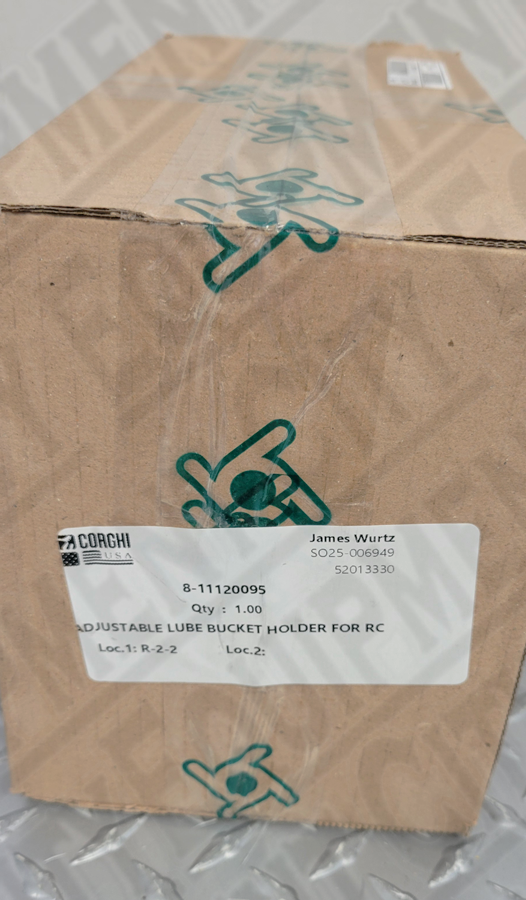 CORGHI
USA
James Wurtz
SO25-006949
52013330
8-11120095
Qty : 1.00
ADJUSTABLE LUBE BUCKET HOLDER FOR RC
Loc.1: R-2-2 Loc.2: